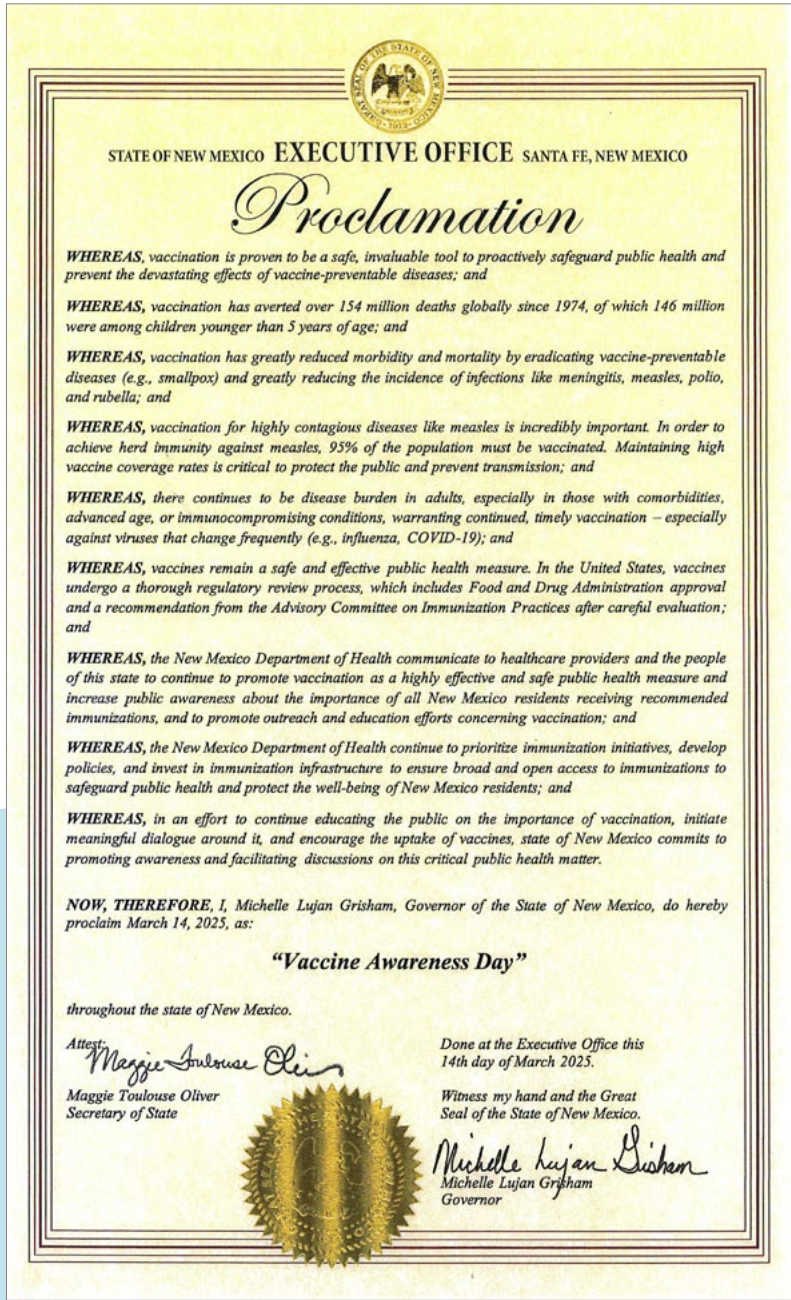 GREAT SEAL OF THE STATE OF NEW MEXICO
1912
STATE OF NEW MEXICO EXECUTIVE OFFICE SANTA FE, NEW MEXICO
Proclamation
WHEREAS, vaccination is proven to be a safe, invaluable tool to proactively safeguard public health and
prevent the devastating effects of vaccine-preventable diseases; and
WHEREAS, vaccination has averted over 154 million deaths globally since 1974, of which 146 million
were among children younger than 5 years of age; and
WHEREAS, vaccination has greatly reduced morbidity and mortality by eradicating vaccine-preventable
diseases (e.g., smallpox) and greatly reducing the incidence of infections like meningitis, measles, polio,
and rubella; and
WHEREAS, vaccination for highly contagious diseases like measles is incredibly important. In order to
achieve herd immunity against measles, 95% of the population must be vaccinated. Maintaining high
vaccine coverage rates is critical to protect the public and prevent transmission; and
WHEREAS, there continues to be disease burden in adults, especially in those with comorbidities,
advanced age, or immunocompromising conditions, warranting continued, timely vaccination – especially
against viruses that change frequently (e.g., influenza, COVID-19); and
WHEREAS, vaccines remain a safe and effective public health measure. In the United States, vaccines
undergo a thorough regulatory review process, which includes Food and Drug Administration approval
and a recommendation from the Advisory Committee on Immunization Practices after careful evaluation;
and
WHEREAS, the New Mexico Department of Health communicate to healthcare providers and the people
of this state to continue to promote vaccination as a highly effective and safe public health measure and
increase public awareness about the importance of all New Mexico residents receiving recommended
immunizations, and to promote outreach and education efforts concerning vaccination; and
WHEREAS, the New Mexico Department of Health continue to prioritize immunization initiatives, develop
policies, and invest in immunization infrastructure to ensure broad and open access to immunizations to
safeguard public health and protect the well-being of New Mexico residents; and
WHEREAS, in an effort to continue educating the public on the importance of vaccination, initiate
meaningful dialogue around it, and encourage the uptake of vaccines, state of New Mexico commits to
promoting awareness and facilitating discussions on this critical public health matter.
NOW, THEREFORE, I, Michelle Lujan Grisham, Governor of the State of New Mexico, do hereby
proclaim March 14, 2025, as:
“Vaccine Awareness Day”
throughout the state of New Mexico.
Attest:
Maggie Toulouse Oliver
Maggie Toulouse Oliver
Secretary of State
Done at the Executive Office this
14th day of March 2025.
Witness my hand and the Great
Seal of the State of New Mexico.
Michelle Lujan Grisham
Michelle Lujan Grisham
Governor